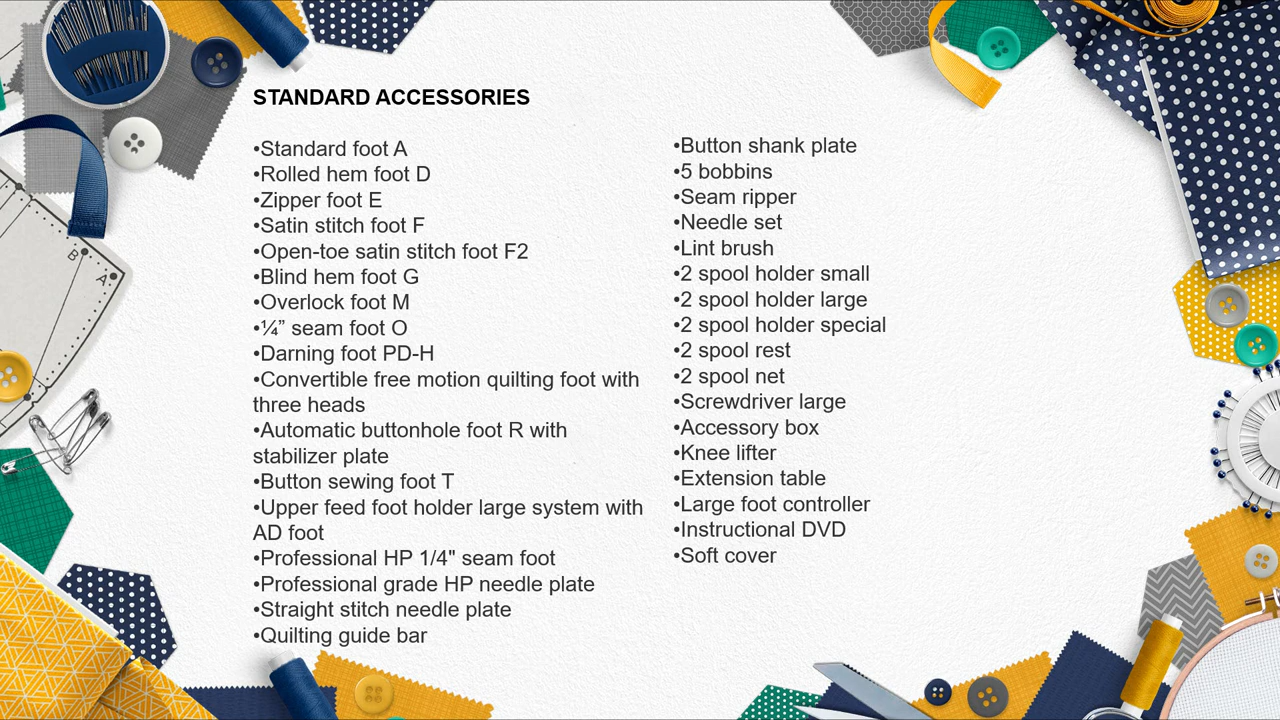 STANDARD ACCESSORIES
•Standard foot A
•Rolled hem foot D
•Zipper foot E
•Satin stitch foot F
•Open-toe satin stitch foot F2
•Blind hem foot G
•Overlock foot M
•¼” seam foot O
•Darning foot PD-H
•Convertible free motion quilting foot with
three heads
•Automatic buttonhole foot R with
stabilizer plate
•Button sewing foot T
•Upper feed foot holder large system with
AD foot
•Professional HP 1/4" seam foot
•Professional grade HP needle plate
•Straight stitch needle plate
•Quilting guide bar
•Button shank plate
•5 bobbins
•Seam ripper
•Needle set
•Lint brush
•2 spool holder small
•2 spool holder large
•2 spool holder special
•2 spool rest
•2 spool net
•Screwdriver large
•Accessory box
•Knee lifter
•Extension table
•Large foot controller
•Instructional DVD
•Soft cover
B
A